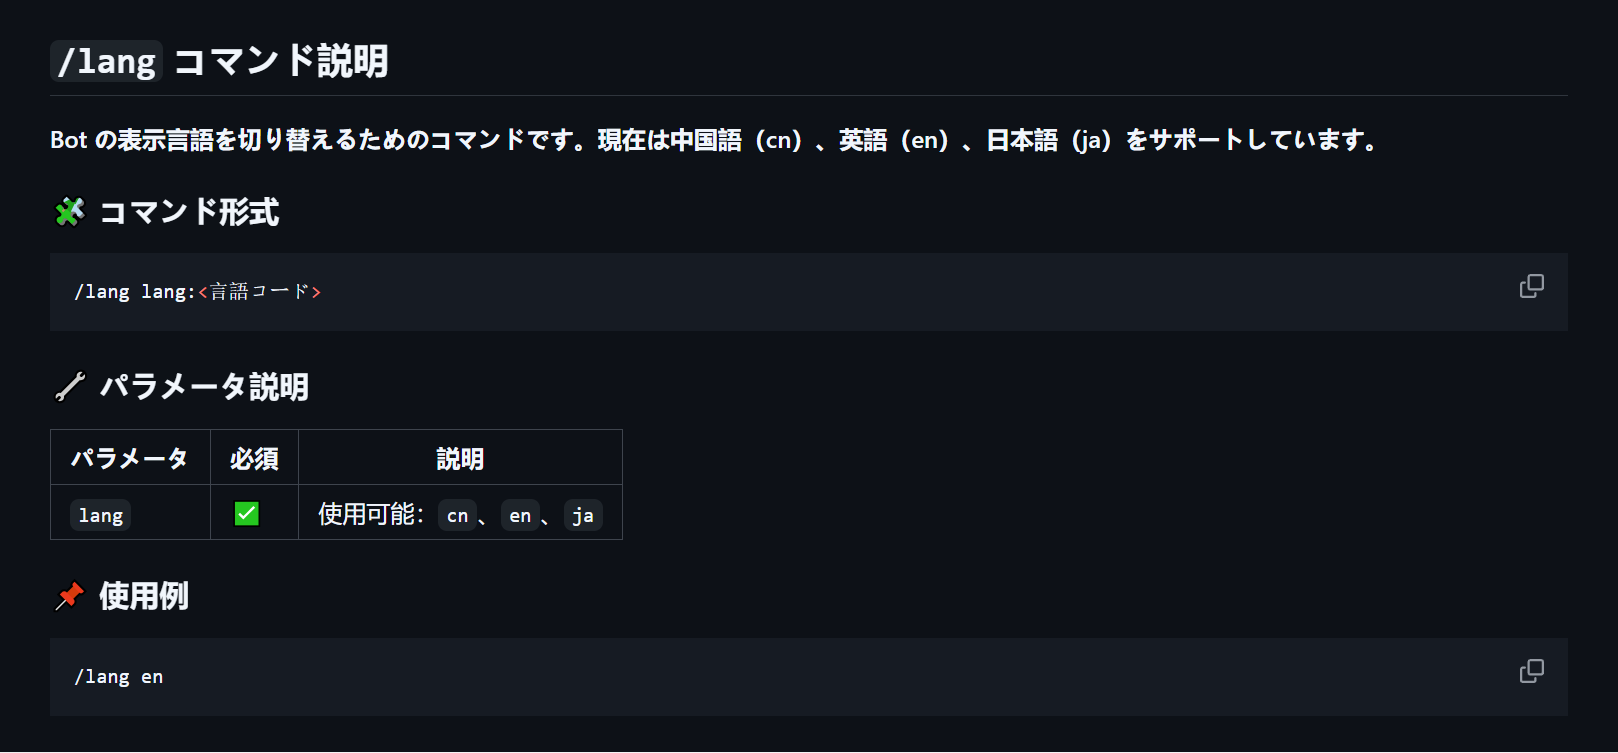 /lang コマンド説明
Bot の表示言語を切り替えるためのコマンドです。現在は中国語（cn）、英語（en）、日本語（ja）をサポートしています。
コマンド形式
/lang lang:<言語コード>
パラメータ説明
パラメータ 必須 説明
lang ✅ 使用可能：cn、en、ja
使用例
/lang en